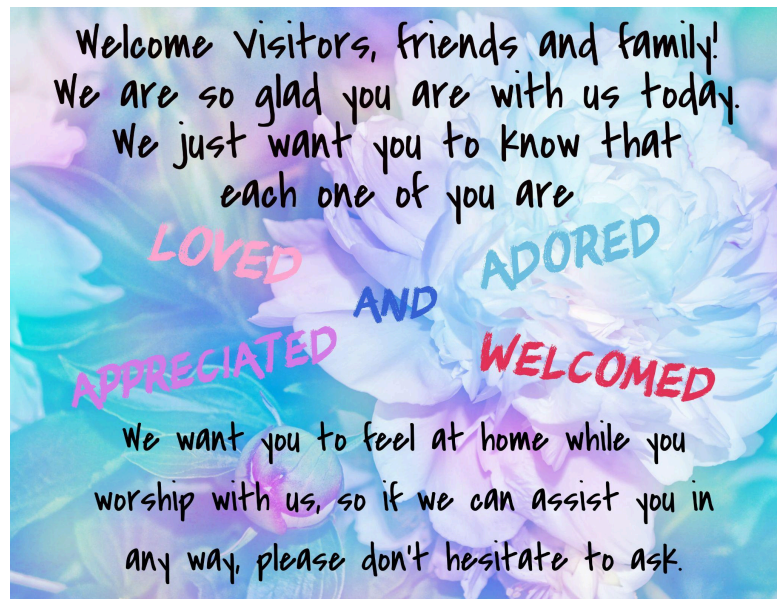 Welcome Visitors, friends and family!
We are so glad you are with us today.
We just want you to know that
each one of you are
LOVED ADORED
AND
APPRECIATED WELCOMED
We want you to feel at home while you
worship with us, so if we can assist you in
any way, please don't hesitate to ask.